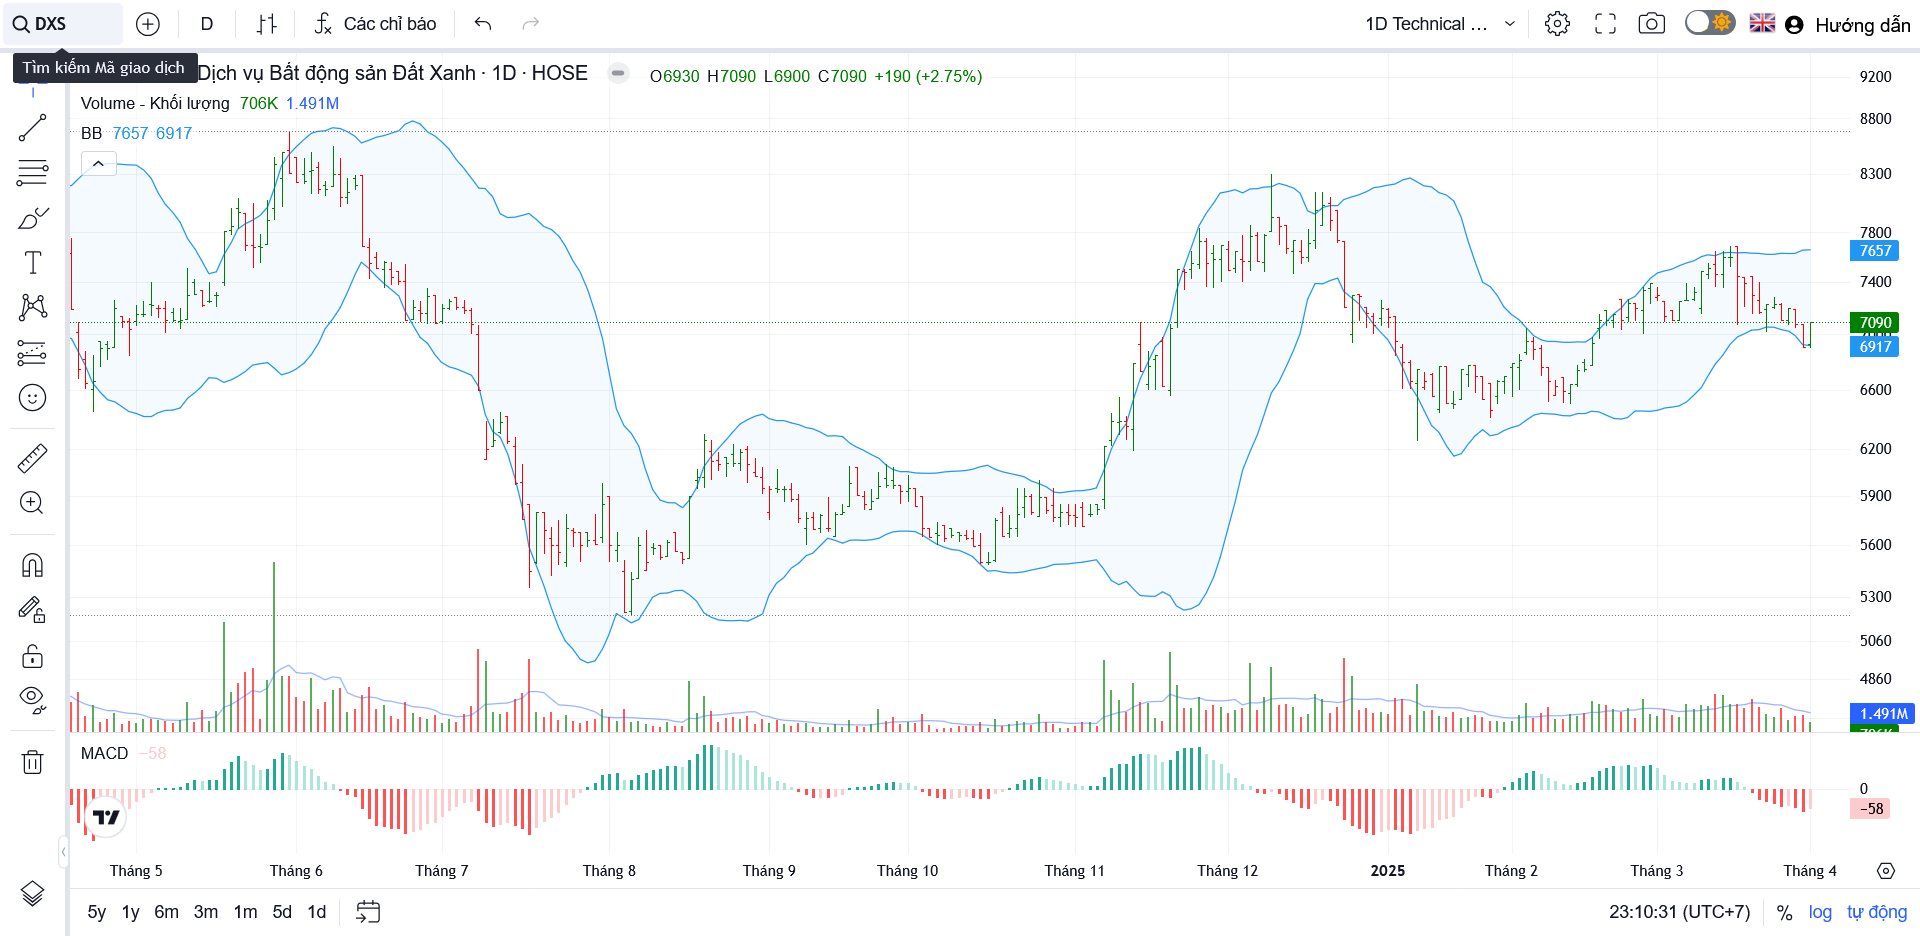 DXS
D
Các chỉ báo
1D Technical ...
Hướng dẫn
Tìm kiếm Mã giao dịch
Dịch vụ Bất động sản Đất Xanh · 1D · HOSE
O6930 H7090 L6900 C7090 +190 (+2.75%)
Volume - Khối lượng 706K 1.491M
BB 7657 6917
9200
8800
8300
7800
7657
7400
7090
6917
6600
6200
5900
5600
5300
5060
4860
1.491M
MACD −58
0
−58
Tháng 5
Tháng 6
Tháng 7
Tháng 8
Tháng 9
Tháng 10
Tháng 11
Tháng 12
2025
Tháng 2
Tháng 3
Tháng 4
5y 1y 6m 3m 1m 5d 1d
23:10:31 (UTC+7)
%
log
tự động